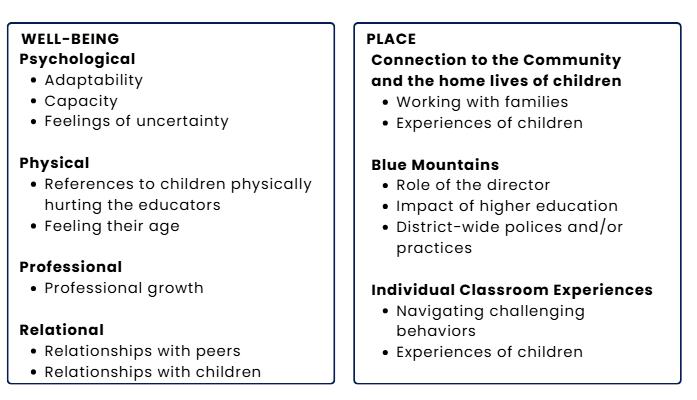 WELL-BEING
Psychological
• Adaptability
• Capacity
• Feelings of uncertainty
Physical
• References to children physically
hurting the educators
• Feeling their age
Professional
• Professional growth
Relational
• Relationships with peers
• Relationships with children
PLACE
Connection to the Community
and the home lives of children
• Working with families
• Experiences of children
Blue Mountains
• Role of the director
• Impact of higher education
• District-wide polices and/or
practices
Individual Classroom Experiences
• Navigating challenging
behaviors
• Experiences of children